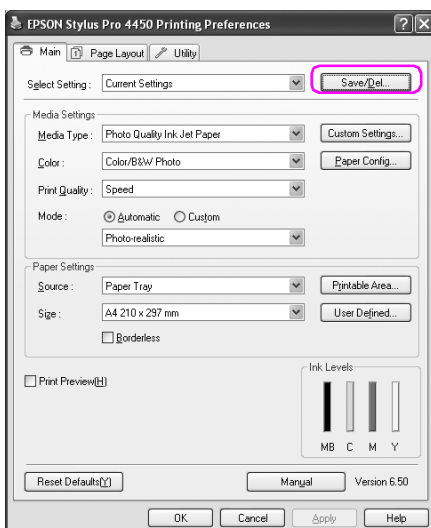 EPSON Stylus Pro 4450 Printing Preferences
Main Page Layout Utility
Select Setting : Current Settings Save/Del...
Media Settings
Media Type : Photo Quality Ink Jet Paper Custom Settings...
Color : Color/B&W Photo Paper Config...
Print Quality : Speed
Mode : Automatic Custom
Photo-realistic
Paper Settings
Source : Paper Tray Printable Area...
Size : A4 210 x 297 mm User Defined...
Borderless
Print Preview(H)
Ink Levels
MB C M Y
Reset Defaults(Y) Manual Version 6.50
OK Cancel Apply Help